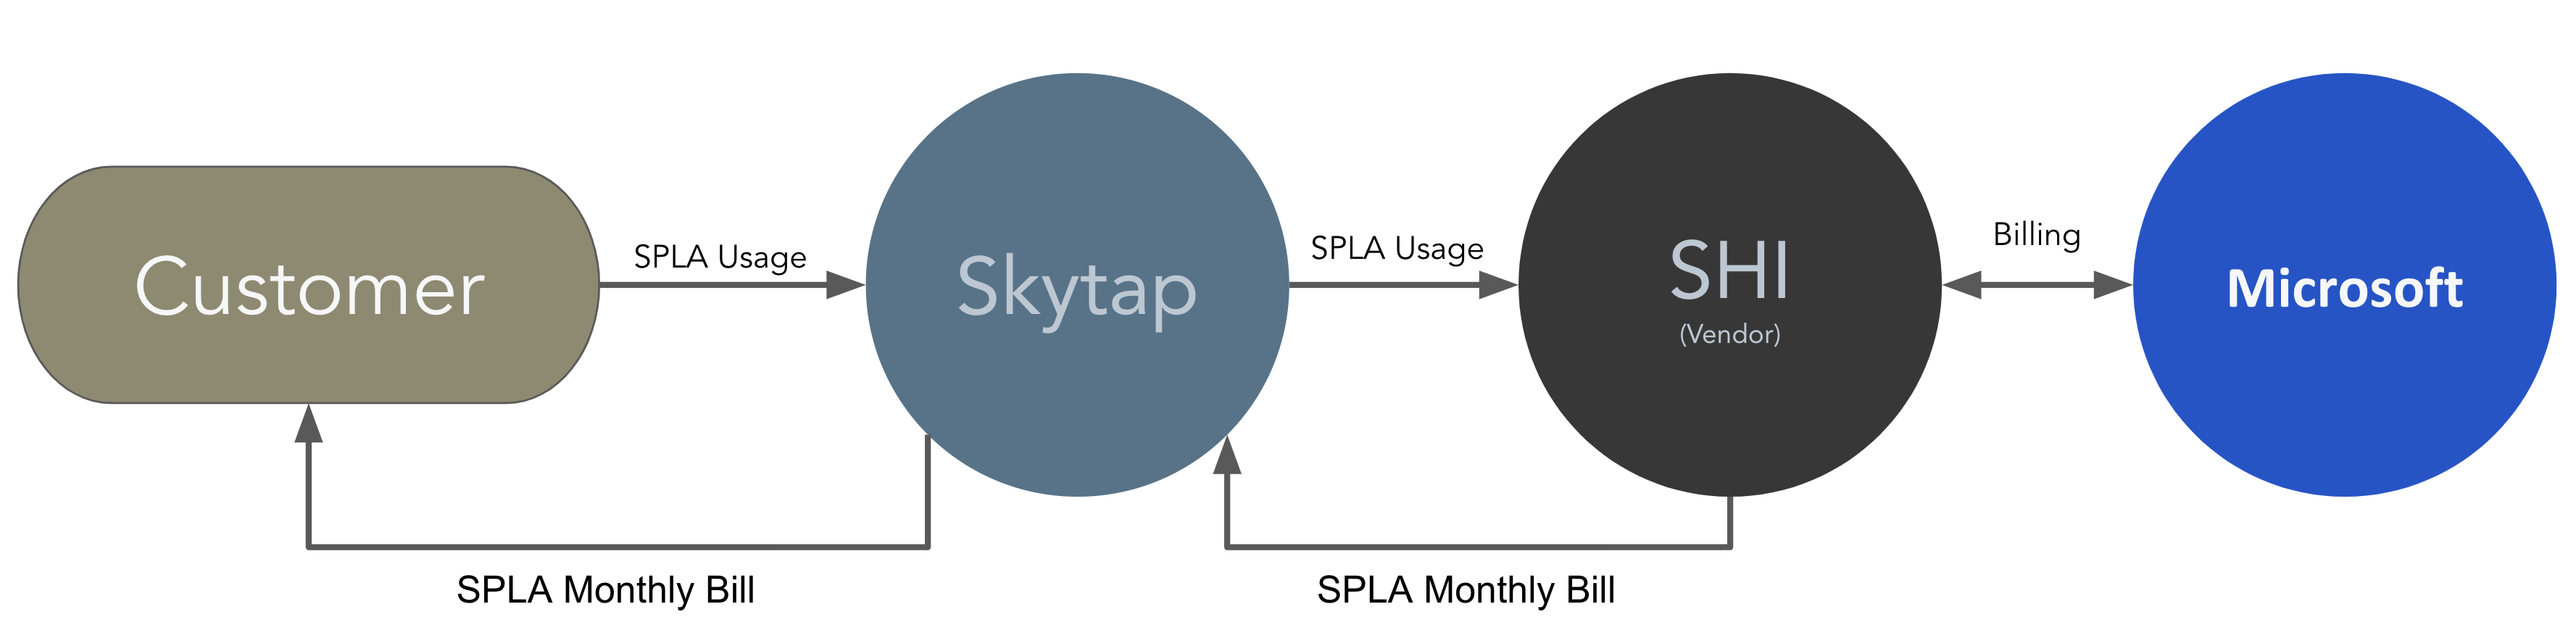 Customer
SPLA Usage
Skytap
SPLA Usage
SHI
(Vendor)
Billing
Microsoft
SPLA Monthly Bill
SPLA Monthly Bill